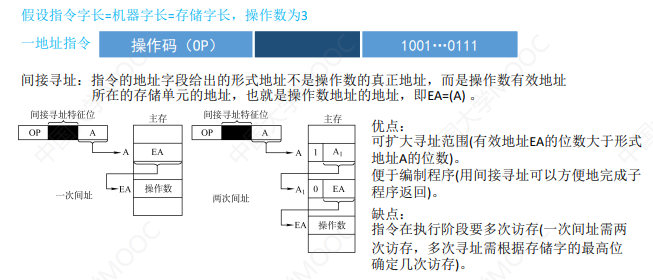 假设指令字长=机器字长=存储字长，操作数为3
一地址指令 操作码（OP） 1001…0111
间接寻址：指令的地址字段给出的形式地址不是操作数的真正地址，而是操作数有效地址
所在的存储单元的地址，也就是操作数地址的地址，即EA=(A) 。
间接寻址特征位 主存 间接寻址特征位 主存
OP A OP A
A EA A 1 A₁
EA 操作数 A₁ 0 EA
一次间址 两次间址
EA 操作数
优点：
可扩大寻址范围(有效地址EA的位数大于形式
地址A的位数)。
便于编制程序(用间接寻址可以方便地完成子
程序返回)。
缺点：
指令在执行阶段要多次访存(一次间址需两
次访存，多次寻址需根据存储字的最高位
确定几次访存)。